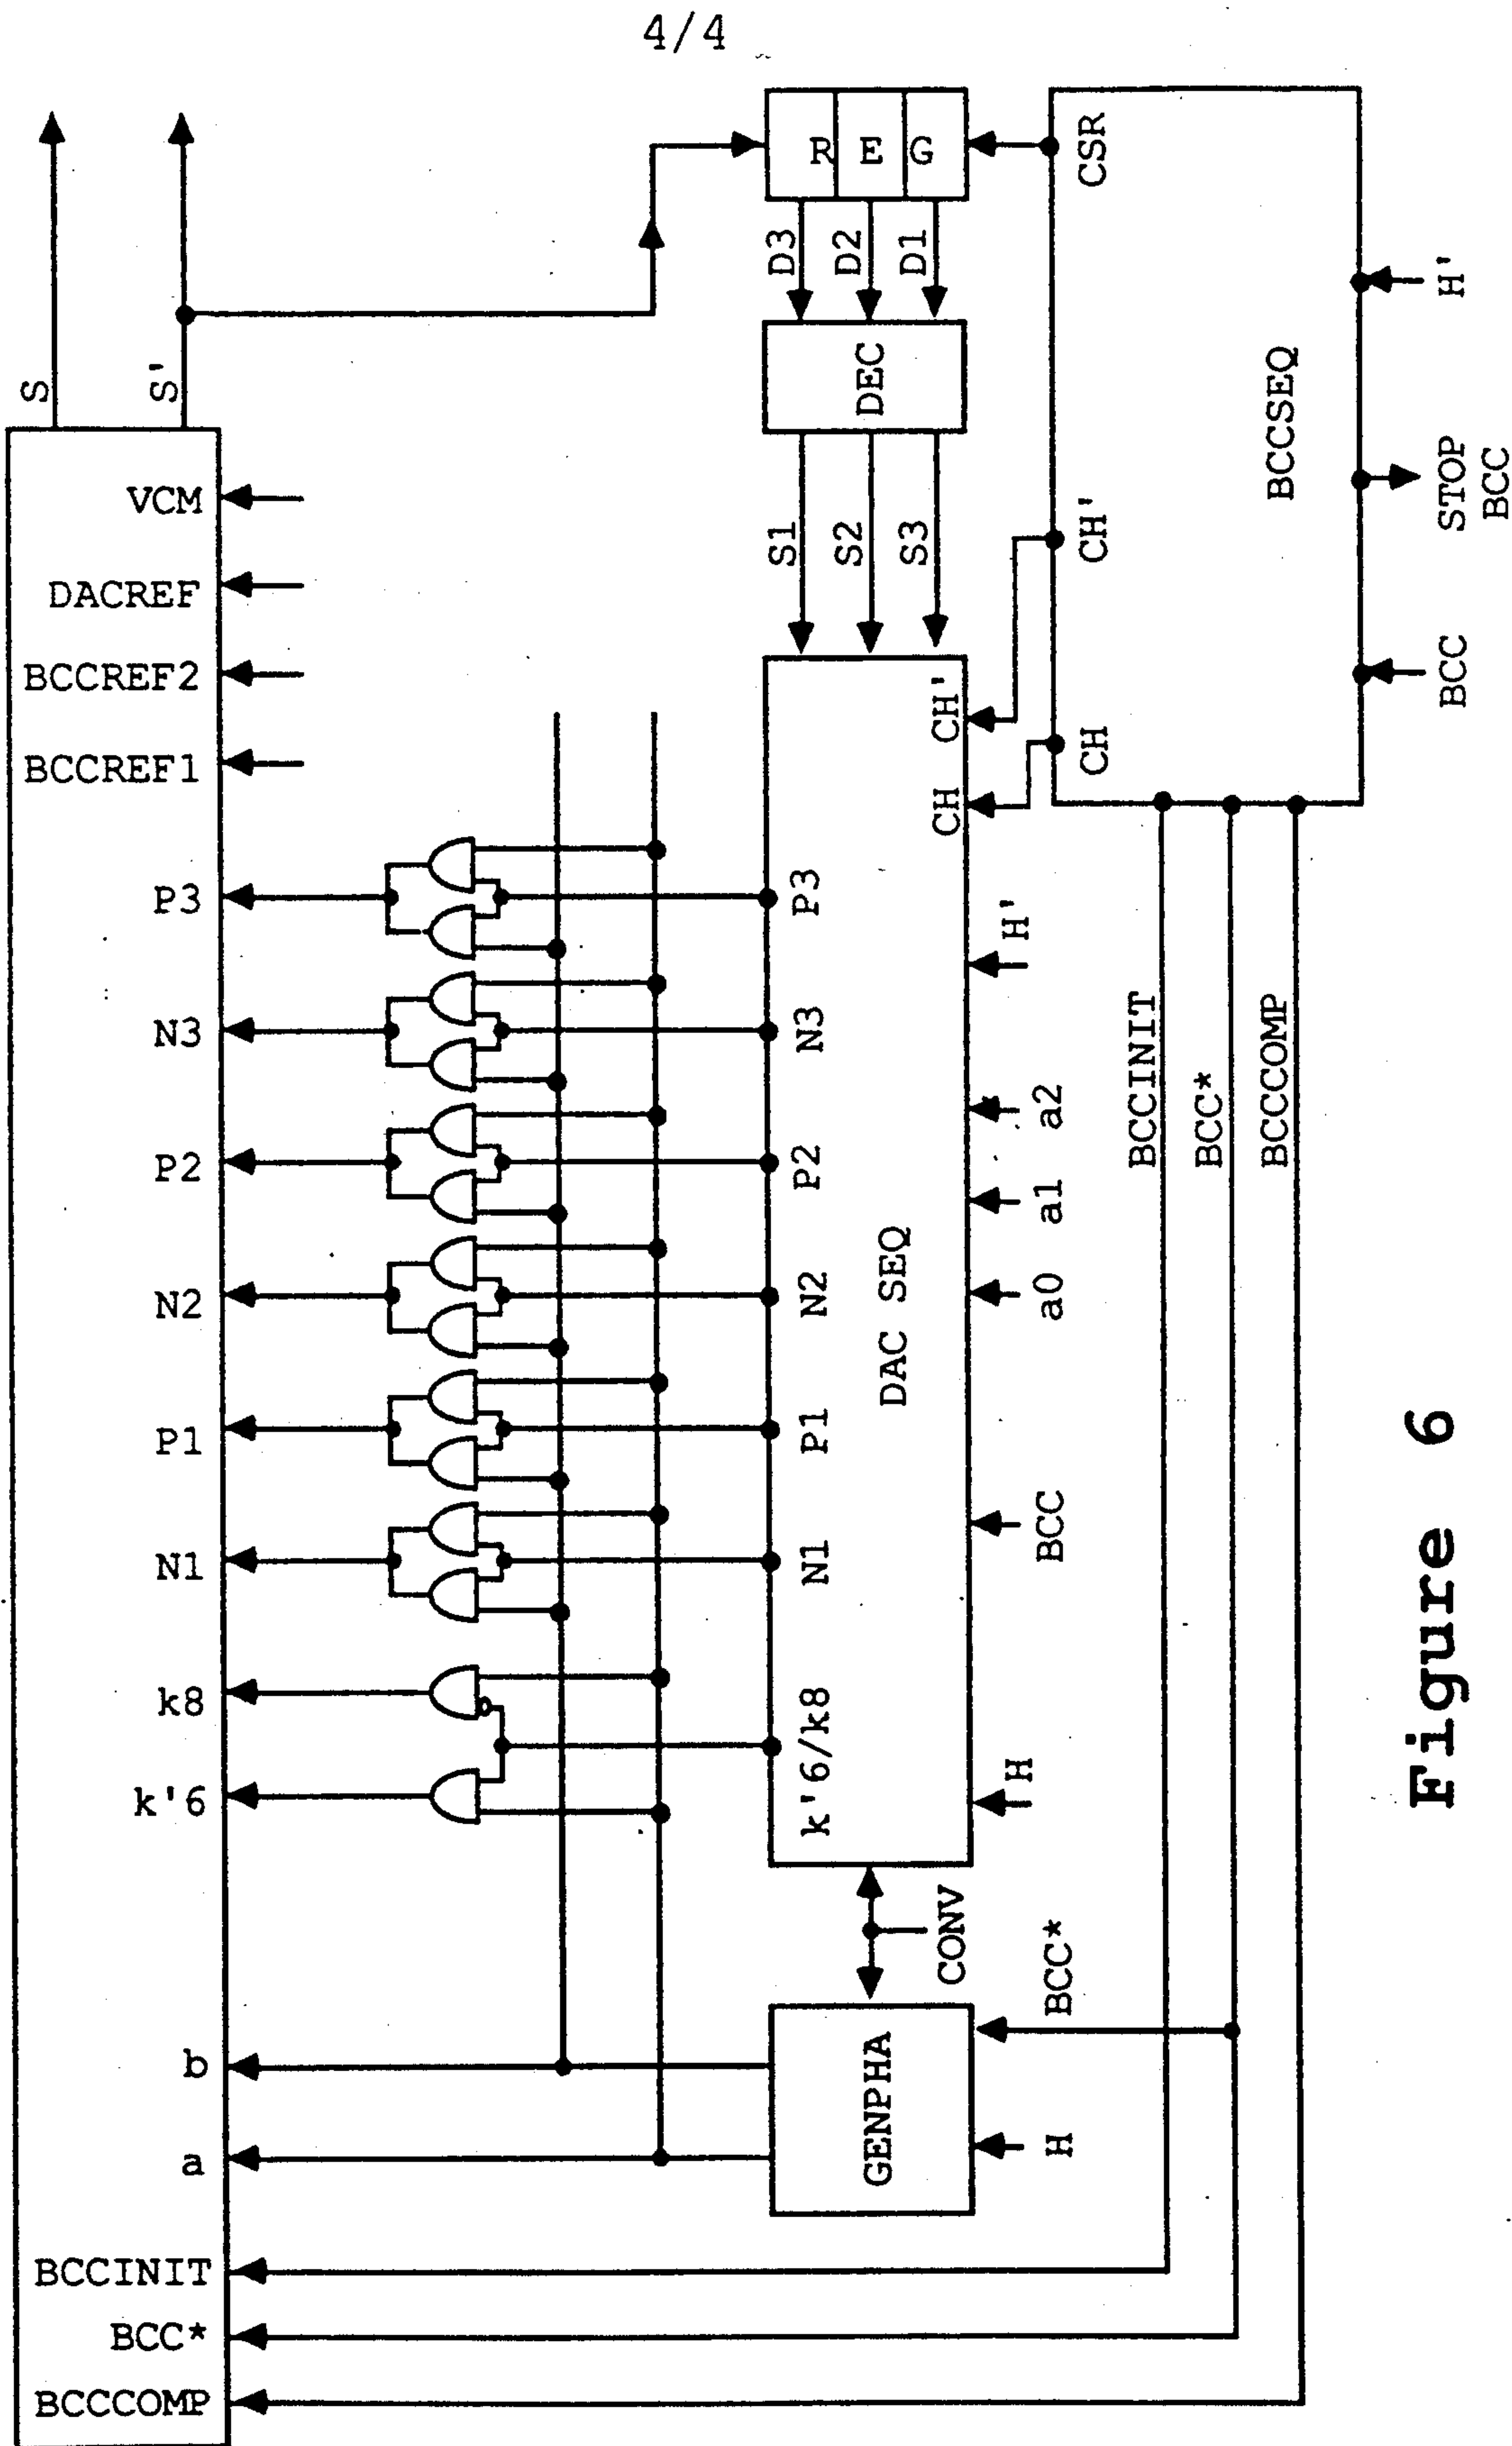 4/4
S
S'
VCM
DACREF
BCCREF2
BCCREF1
P3
N3
P2
N2
P1
N1
k8
k'6
b
a
BCCINIT
BCC*
BCCCOMP
R E G
D3
D2
D1
DEC
S1
S2
S3
P3
N3
P2
N2
P1
N1
k'6/k8
DAC SEQ
CH'
CH
H'
a2
a1
a0
BCC
H
CONV
GENPHA
BCC*
H
CSR
CH'
CH
BCCSEQ
H'
STOP
BCC
BCC
BCCINIT
BCC*
BCCCOMP
Figure 6